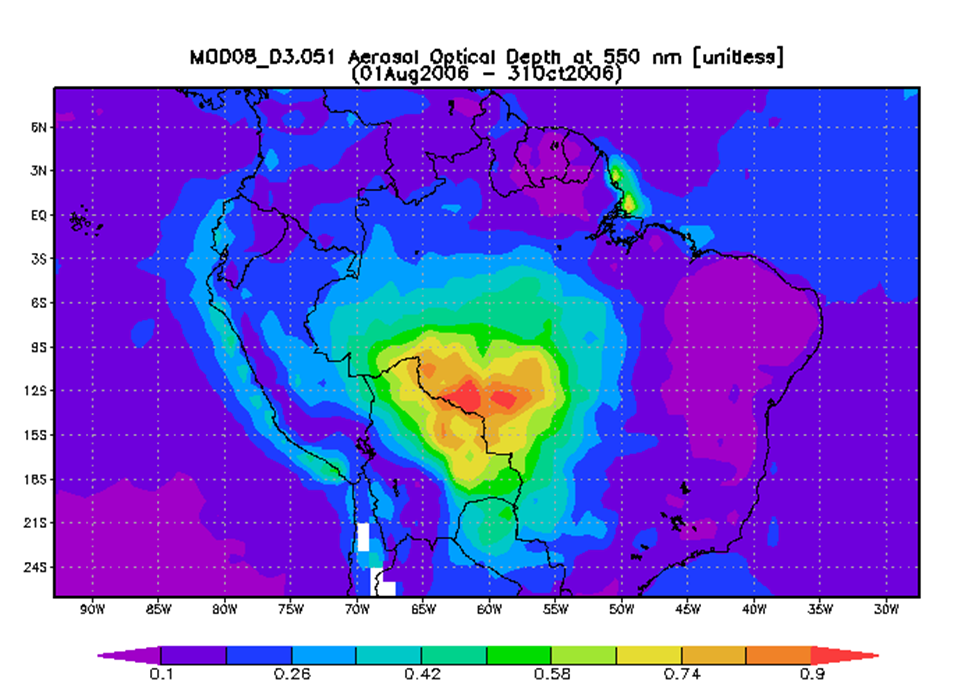 MOD08_D3.051 Aerosol Optical Depth at 550 nm [unitless]
(01Aug2006 – 31Oct2006)
6N
3N
EQ
3S
6S
9S
12S
15S
18S
21S
24S
90W 85W 80W 75W 70W 65W 60W 55W 50W 45W 40W 35W 30W
0.1 0.26 0.42 0.58 0.74 0.9